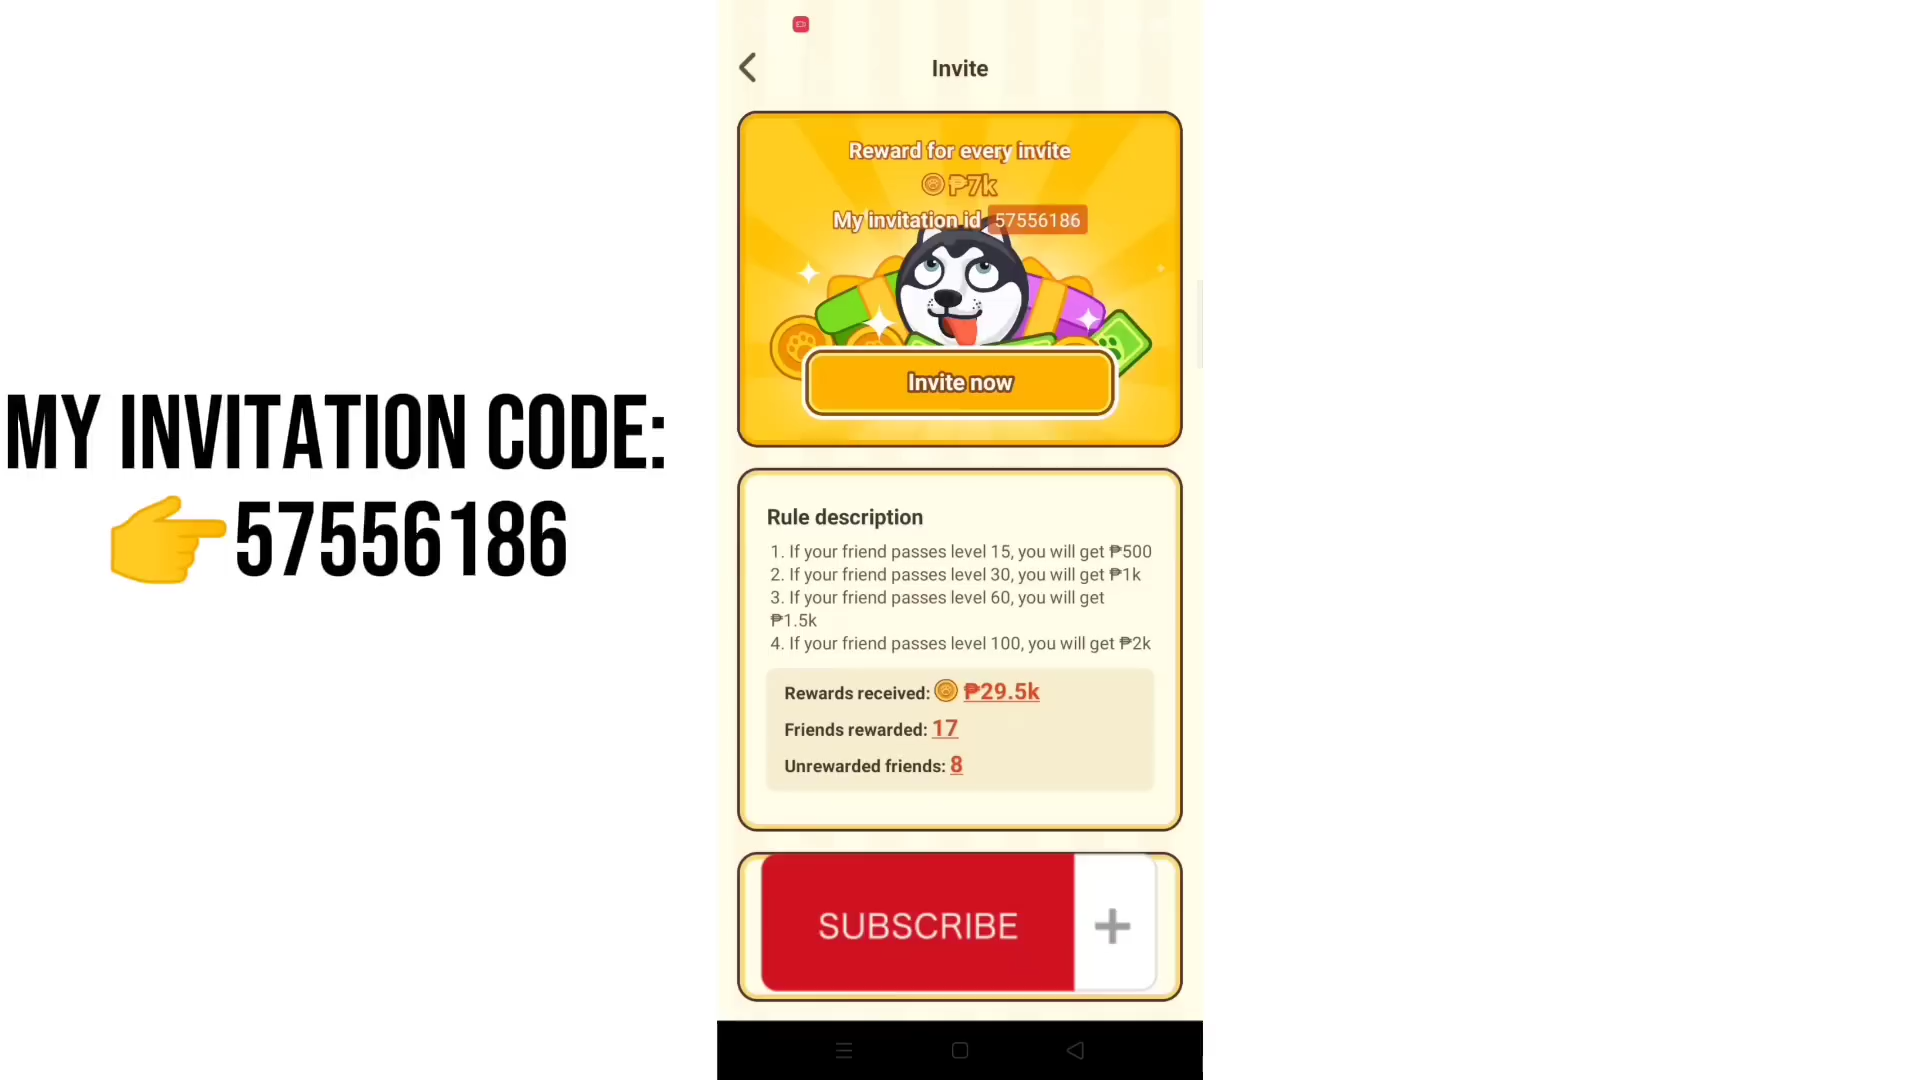 Invite
Reward for every invite
₱7k
My invitation id 57556186
Invite now
MY INVITATION CODE:
👉57556186
Rule description
1. If your friend passes level 15, you will get ₱500
2. If your friend passes level 30, you will get ₱1k
3. If your friend passes level 60, you will get
₱1.5k
4. If your friend passes level 100, you will get ₱2k
Rewards received: ₱29.5k
Friends rewarded: 17
Unrewarded friends: 8
SUBSCRIBE +